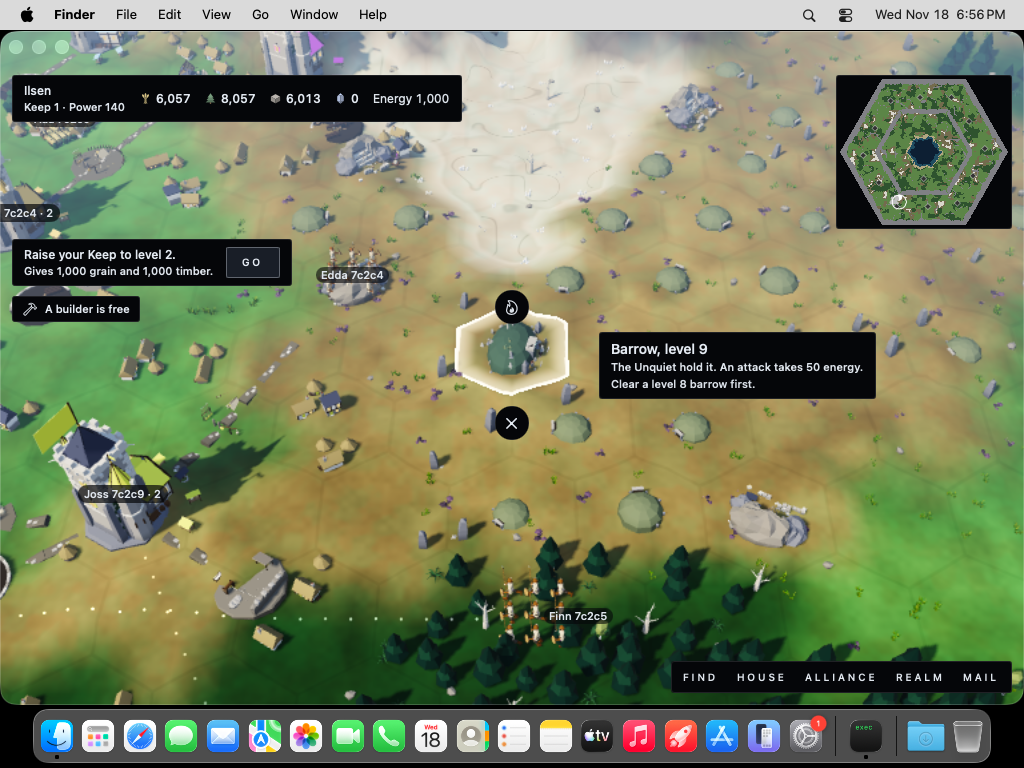 Finder File Edit View Go Window Help
Wed Nov 18 6:56 PM
Ilsen
Keep 1 · Power 140
6,057 8,057 6,013 0 Energy 1,000
7c2c4 · 2
Raise your Keep to level 2.
Gives 1,000 grain and 1,000 timber.
GO
Edda 7c2c4
A builder is free
Barrow, level 9
The Unquiet hold it. An attack takes 50 energy.
Clear a level 8 barrow first.
Joss 7c2c9 · 2
Finn 7c2c5
FIND HOUSE ALLIANCE REALM MAIL
Wed
18
tv
1
exec